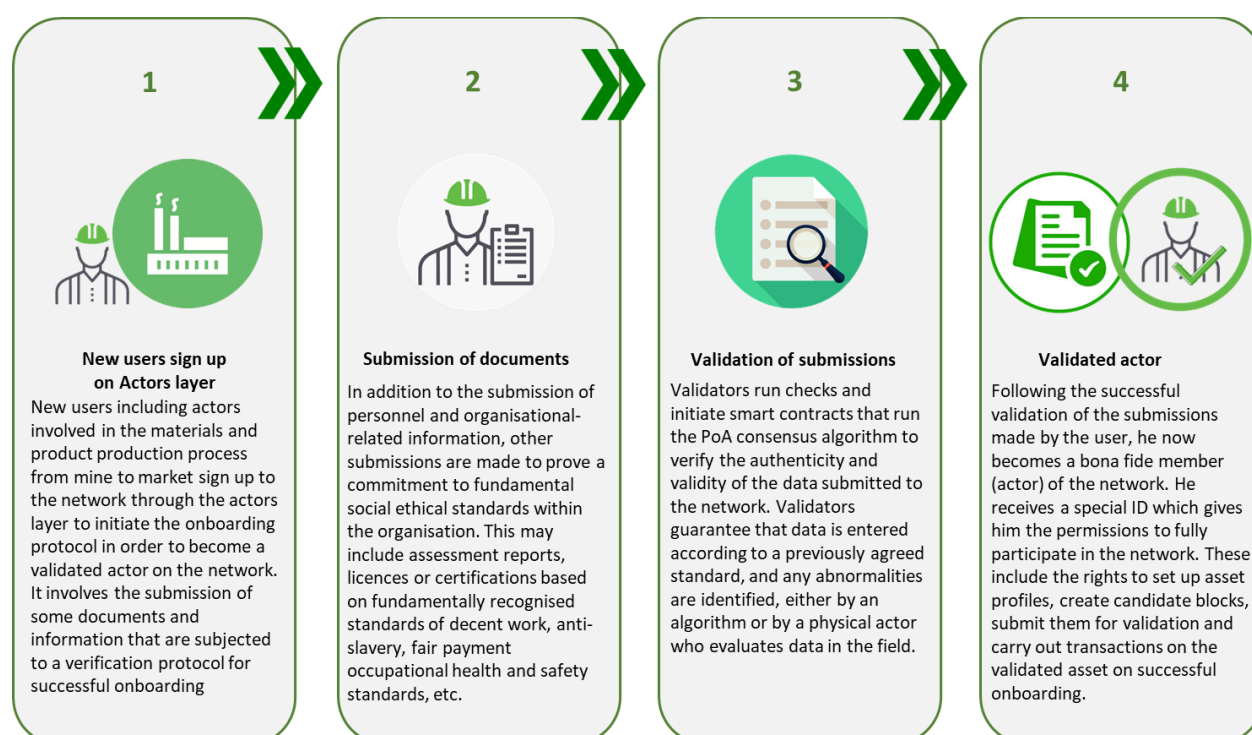 1
New users sign up
on Actors layer
New users including actors
involved in the materials and
product production process
from mine to market sign up to
the network through the actors
layer to initiate the onboarding
protocol in order to become a
validated actor on the network.
It involves the submission of
some documents and
information that are subjected
to a verification protocol for
successful onboarding
2
Submission of documents
In addition to the submission of
personnel and organisational-
related information, other
submissions are made to prove a
commitment to fundamental
social ethical standards within
the organisation. This may
include assessment reports,
licences or certifications based
on fundamentally recognised
standards of decent work, anti-
slavery, fair payment
occupational health and safety
standards, etc.
3
Validation of submissions
Validators run checks and
initiate smart contracts that run
the PoA consensus algorithm to
verify the authenticity and
validity of the data submitted to
the network. Validators
guarantee that data is entered
according to a previously agreed
standard, and any abnormalities
are identified, either by an
algorithm or by a physical actor
who evaluates data in the field.
4
Validated actor
Following the successful
validation of the submissions
made by the user, he now
becomes a bona fide member
(actor) of the network. He
receives a special ID which gives
him the permissions to fully
participate in the network. These
include the rights to set up asset
profiles, create candidate blocks,
submit them for validation and
carry out transactions on the
validated asset on successful
onboarding.